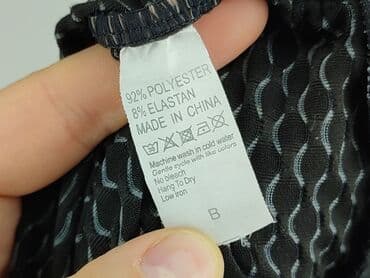 92% POLYESTER
8% ELASTAN
MADE IN CHINA
Machine wash in cold water
Gentle cycle with like colors
No bleach
Hang To Dry
Low iron
B